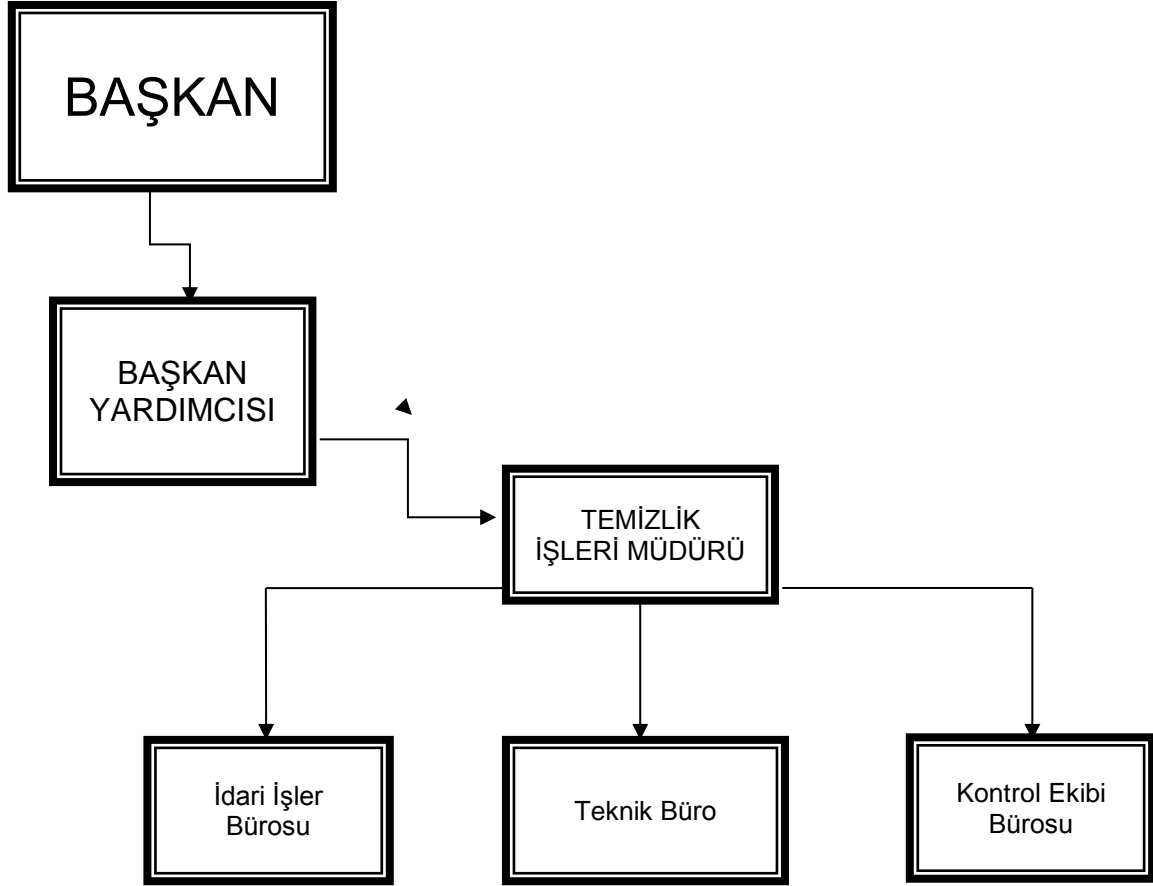 BAŞKAN
BAŞKAN
YARDIMCISI
TEMİZLİK
İŞLERİ MÜDÜRÜ
İdari İşler
Bürosu
Teknik Büro
Kontrol Ekibi
Bürosu